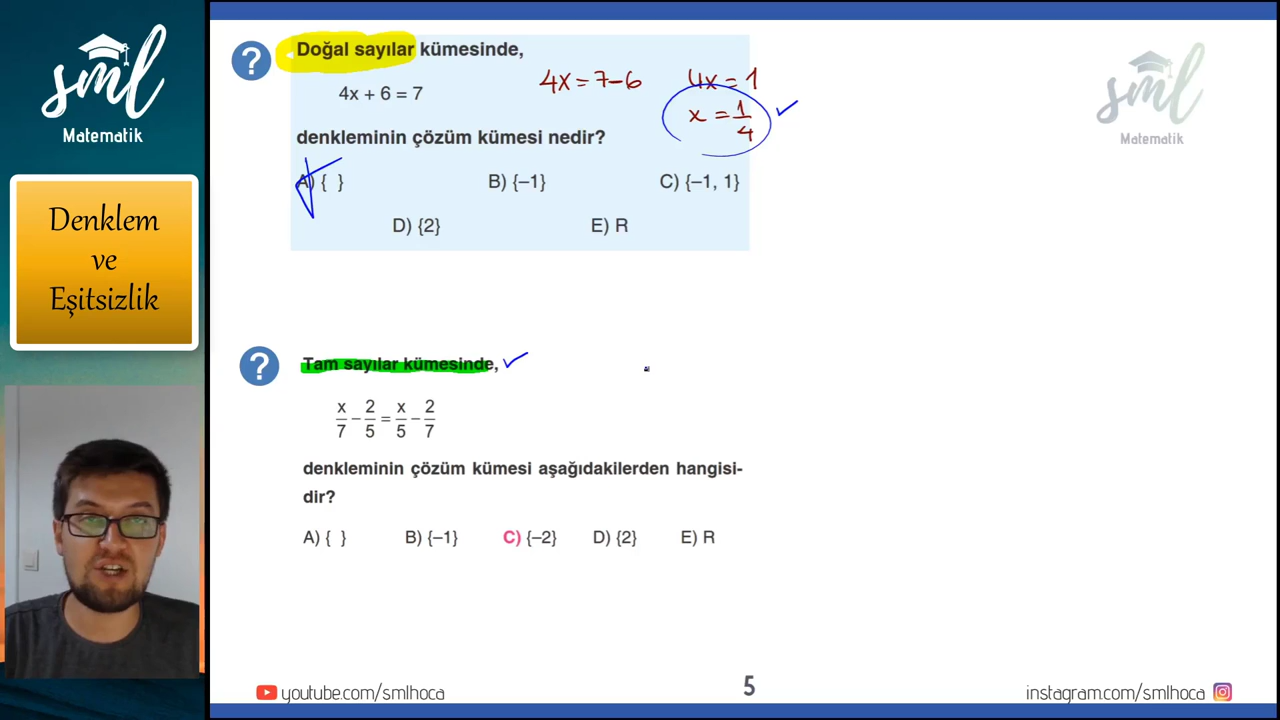 sml
Matematik
Denklem
ve
Eşitsizlik
? Doğal sayılar kümesinde,
4x + 6 = 7
4x = 7-6
4x = 1
x = 1/4
denkleminin çözüm kümesi nedir?
A) { } B) {–1} C) {–1, 1}
D) {2} E) R
sml
Matematik
? Tam sayılar kümesinde,
x/7 – 2/5 = x/5 – 2/7
denkleminin çözüm kümesi aşağıdakilerden hangisi-
dir?
A) { } B) {–1} C) {–2} D) {2} E) R
youtube.com/smlhoca
5
instagram.com/smlhoca